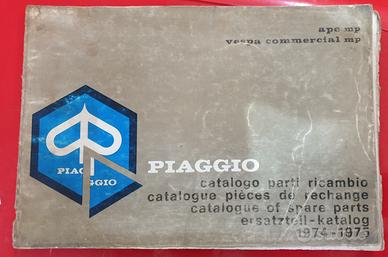 ape mp
vespa commercial mp
PIAGGIO
PIAGGIO
catalogo parti ricambio
catalogue pièces de rechange
catalogue of spare parts
ersatzteil-katalog
1974-1975